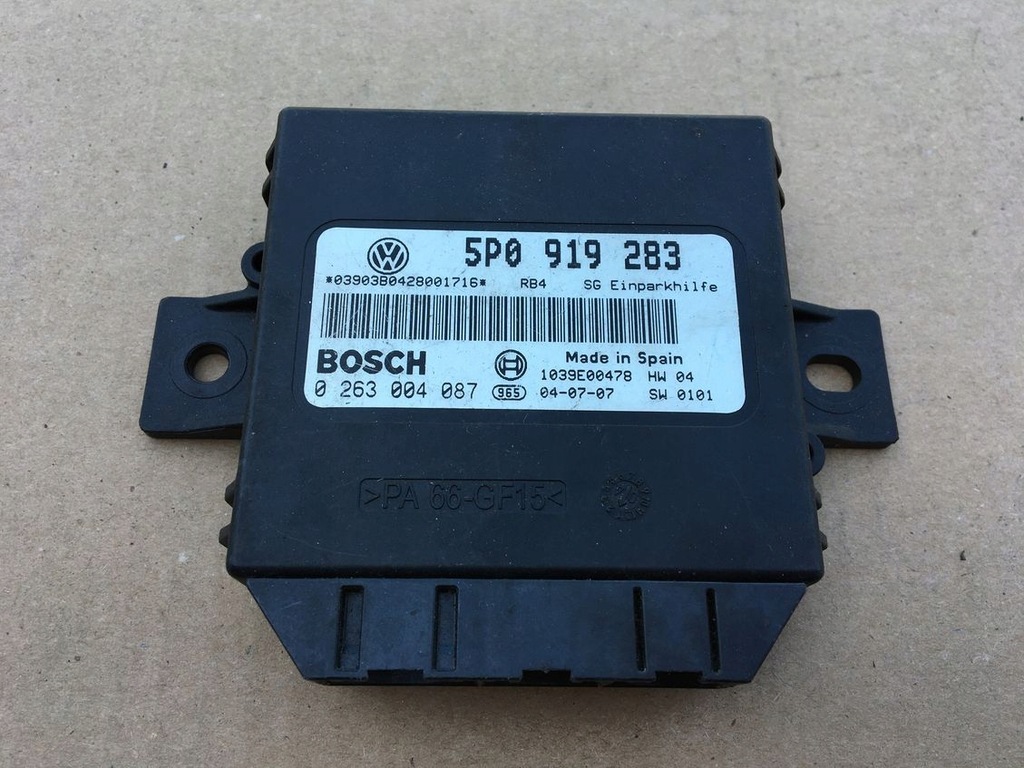 5P0 919 283
*03903B0428001716* RB4 SG Einparkhilfe
BOSCH
Made in Spain
1039E00478 HW 04
0 263 004 087 965 04-07-07 SW 0101
>PA 66-GF15<